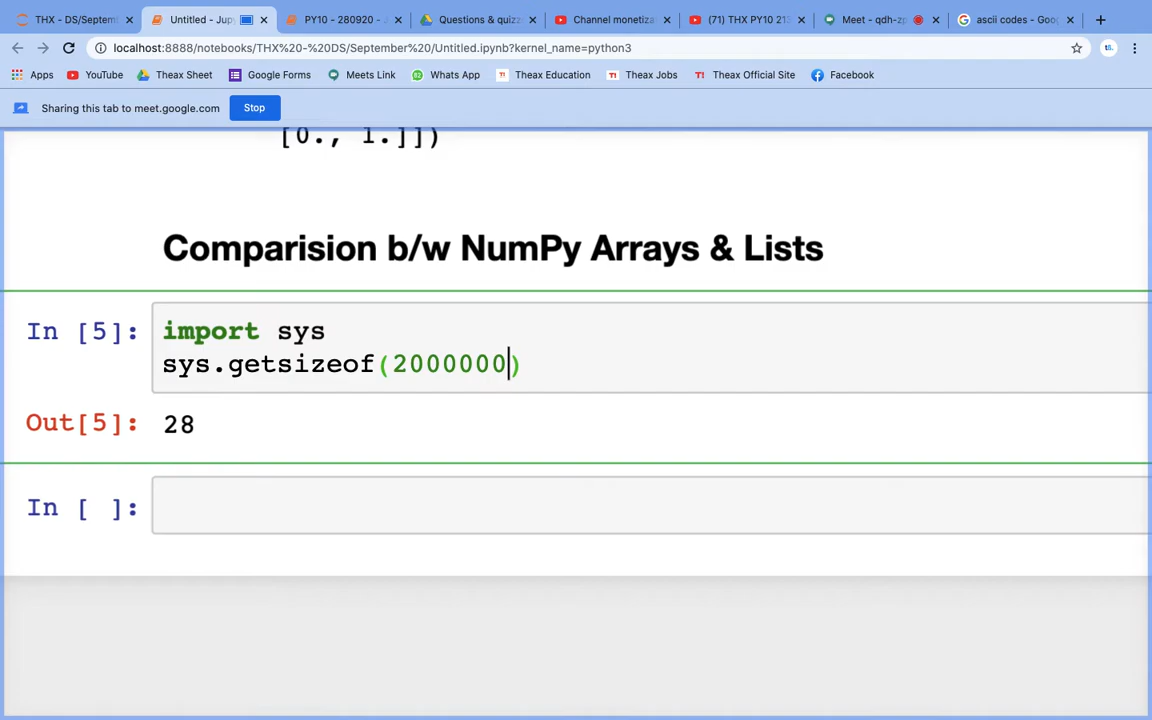 THX - DS/Septem
Untitled - Jup
PY10 - 280920 - J
Questions & quizz
Channel monetiza
(71) THX PY10 215
Meet - qdh-zp
ascii codes - Goo
localhost:8888/notebooks/THX%20-%20DS/September%20/Untitled.ipynb?kernel_name=python3
Apps
YouTube
Theax Sheet
Google Forms
Meets Link
Whats App
Theax Education
Theax Jobs
Theax Official Site
Facebook
Sharing this tab to meet.google.com
Stop
[0., 1.]])
Comparision b/w NumPy Arrays & Lists
In [5]:
import sys
sys.getsizeof(2000000)
Out[5]: 28
In [ ]: